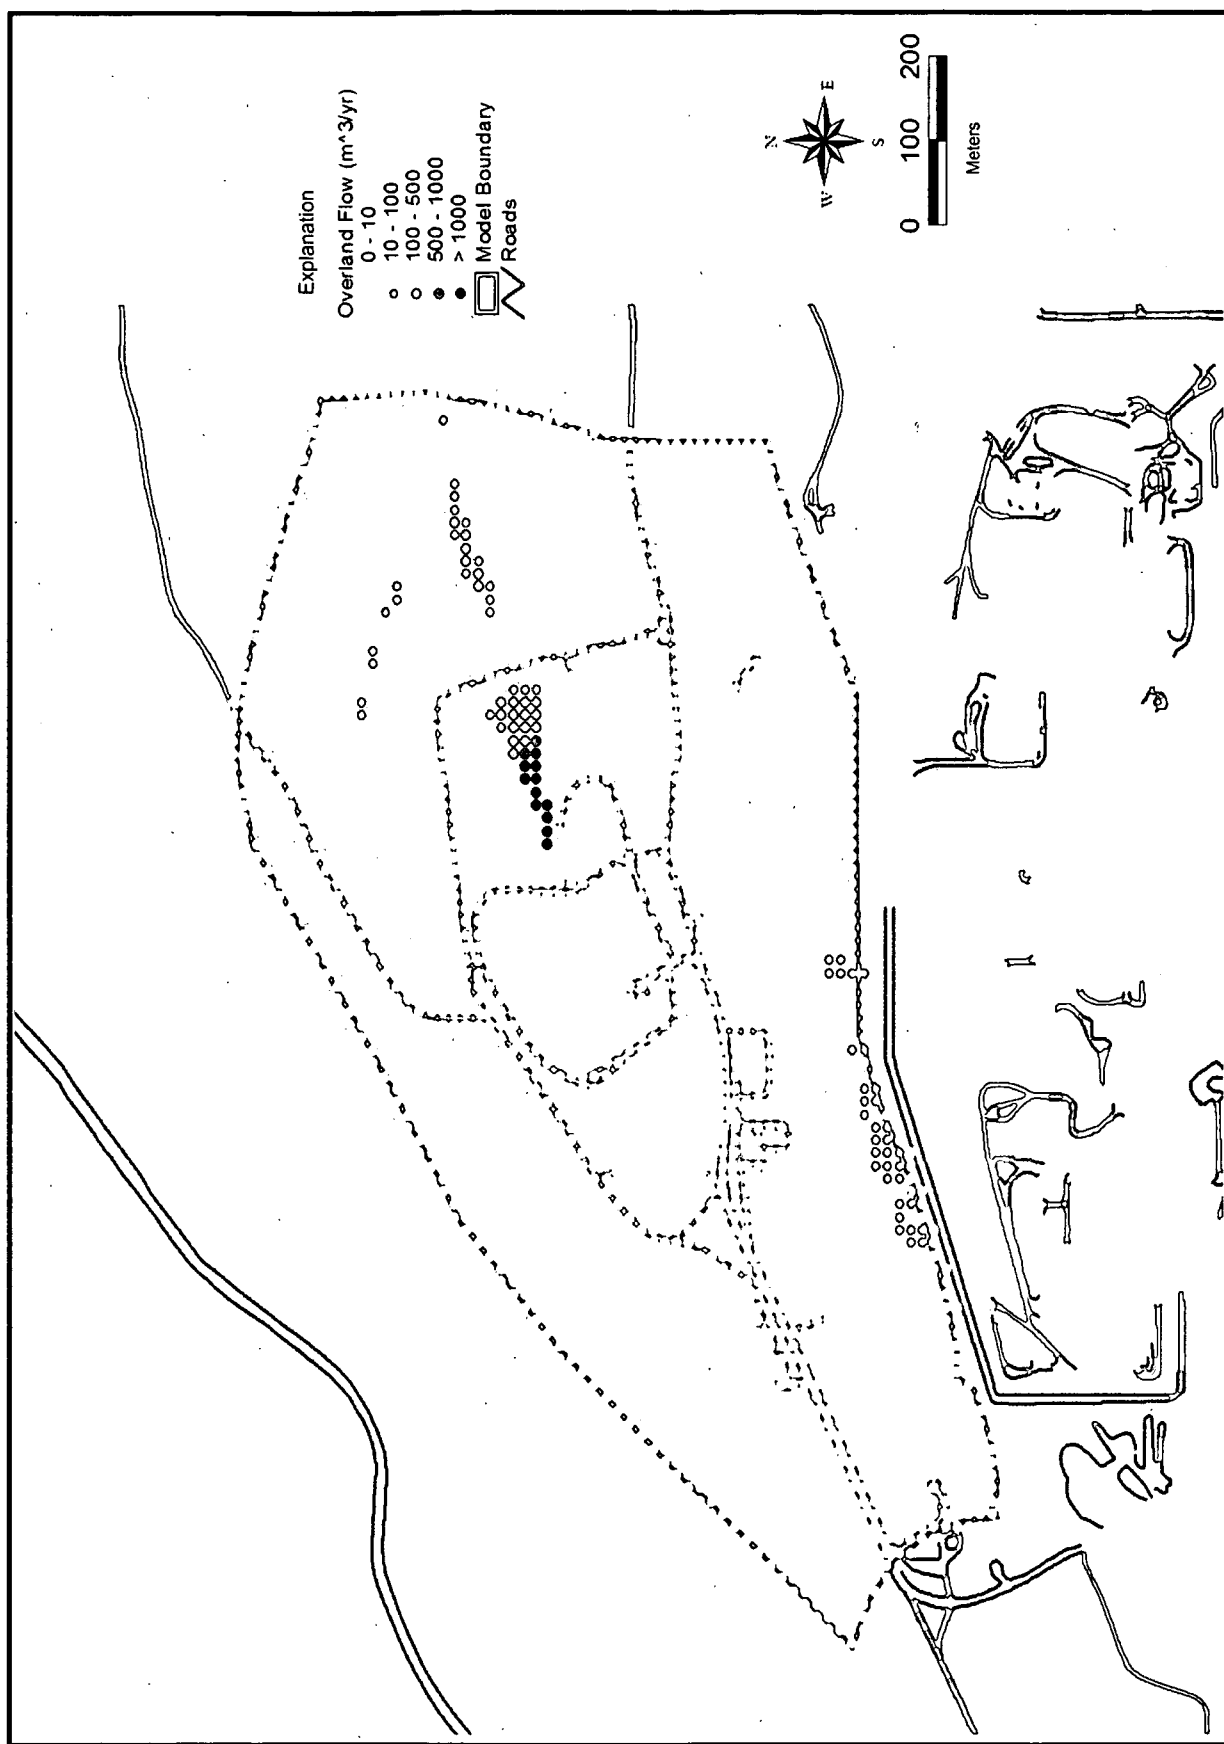 Explanation
Overland Flow (m^3/yr)
0 - 10
10 - 100
100 - 500
500 - 1000
> 1000
Model Boundary
Roads
N
E
S
W
0 100 200
Meters